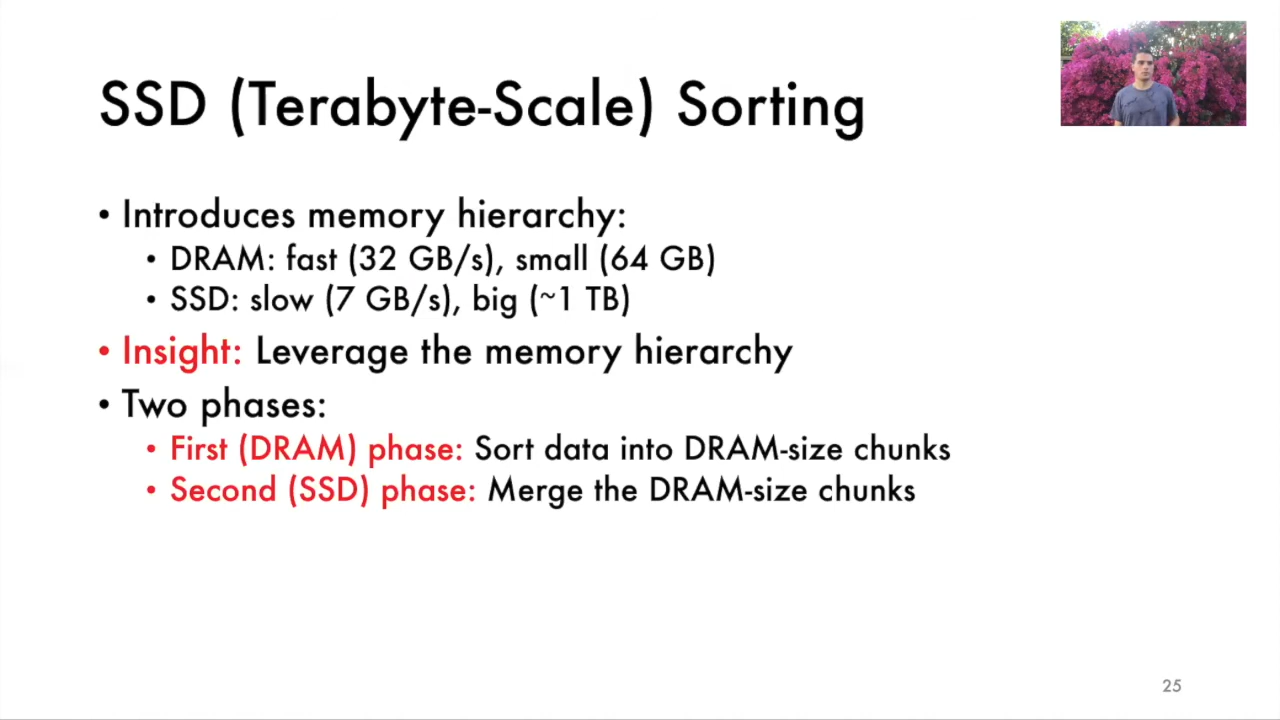 SSD (Terabyte-Scale) Sorting
• Introduces memory hierarchy:
• DRAM: fast (32 GB/s), small (64 GB)
• SSD: slow (7 GB/s), big (~1 TB)
• Insight: Leverage the memory hierarchy
• Two phases:
• First (DRAM) phase: Sort data into DRAM-size chunks
• Second (SSD) phase: Merge the DRAM-size chunks
25